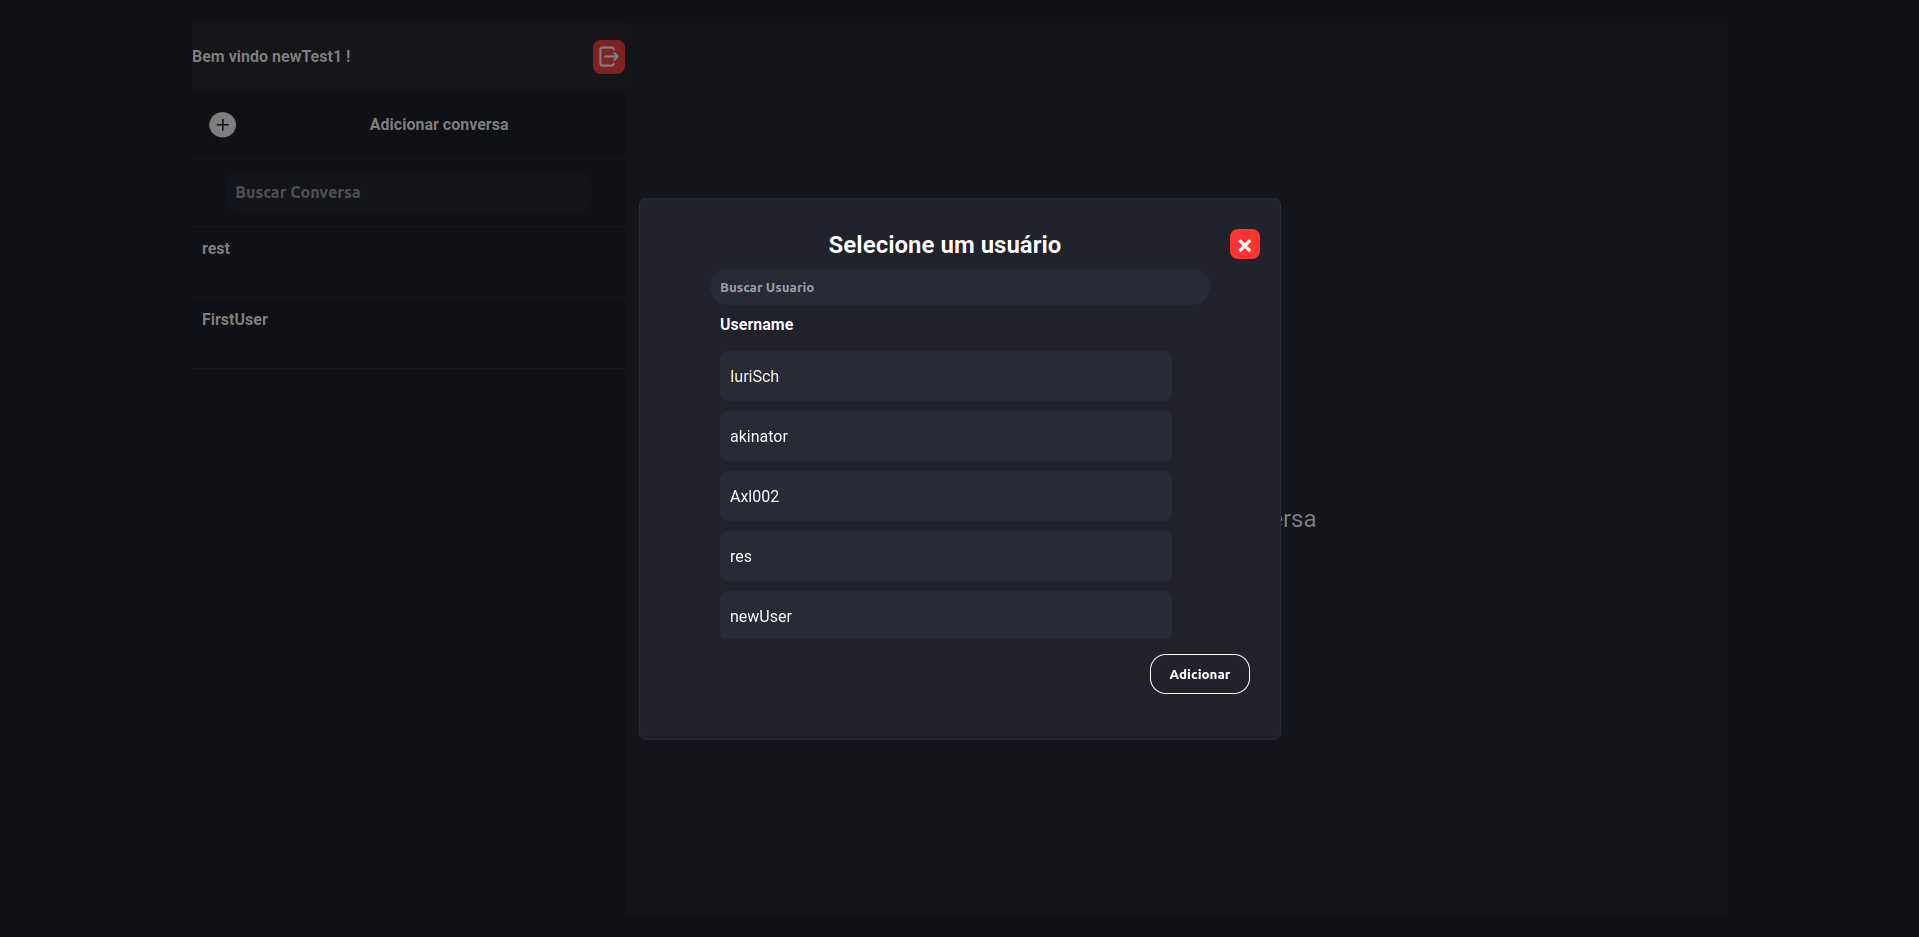 Bem vindo newTest1 !
Adicionar conversa
Buscar Conversa
rest
FirstUser
Selecione um usuário
Buscar Usuario
Username
IuriSch
akinator
Axl002
res
newUser
Adicionar